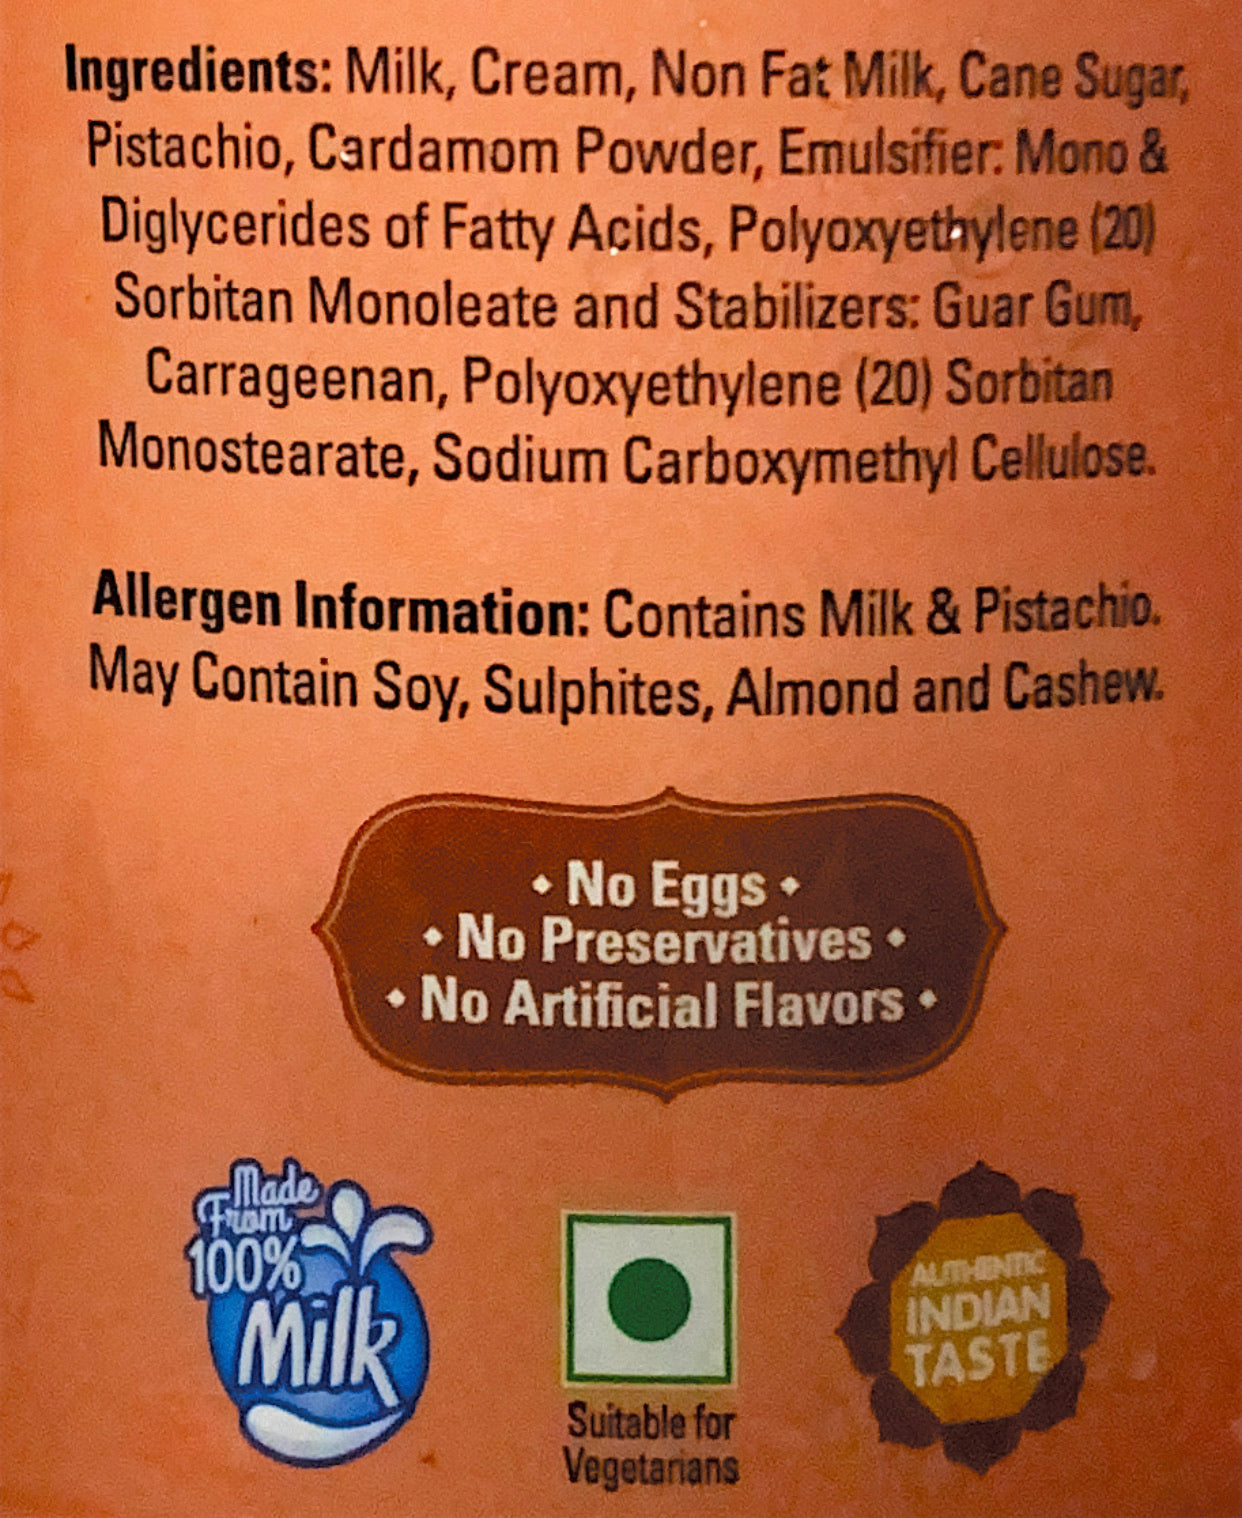 Ingredients: Milk, Cream, Non Fat Milk, Cane Sugar,
Pistachio, Cardamom Powder, Emulsifier: Mono &
Diglycerides of Fatty Acids, Polyoxyethylene (20)
Sorbitan Monoleate and Stabilizers: Guar Gum,
Carrageenan, Polyoxyethylene (20) Sorbitan
Monostearate, Sodium Carboxymethyl Cellulose.
Allergen Information: Contains Milk & Pistachio.
May Contain Soy, Sulphites, Almond and Cashew.
• No Eggs •
• No Preservatives •
• No Artificial Flavors •
Made
From
100%
Milk
Suitable for
Vegetarians
AUTHENTIC
INDIAN
TASTE